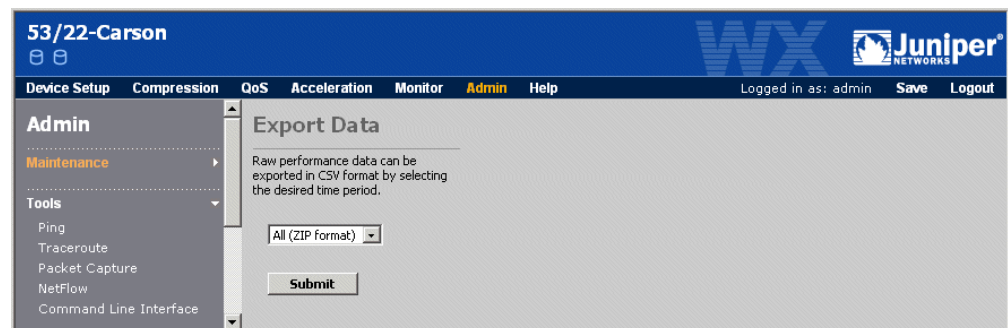 53/22-Carson
WX
Juniper®
NETWORKS
Device Setup Compression QoS Acceleration Monitor Admin Help Logged in as: admin Save Logout
Admin
Maintenance
Tools
Ping
Traceroute
Packet Capture
NetFlow
Command Line Interface
Export Data
Raw performance data can be
exported in CSV format by selecting
the desired time period.
All (ZIP format)
Submit